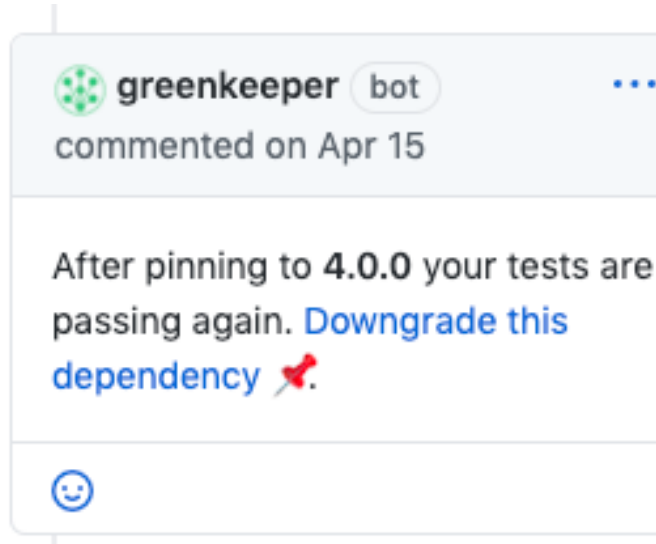 greenkeeper bot
commented on Apr 15
After pinning to 4.0.0 your tests are
passing again. Downgrade this
dependency 📌.